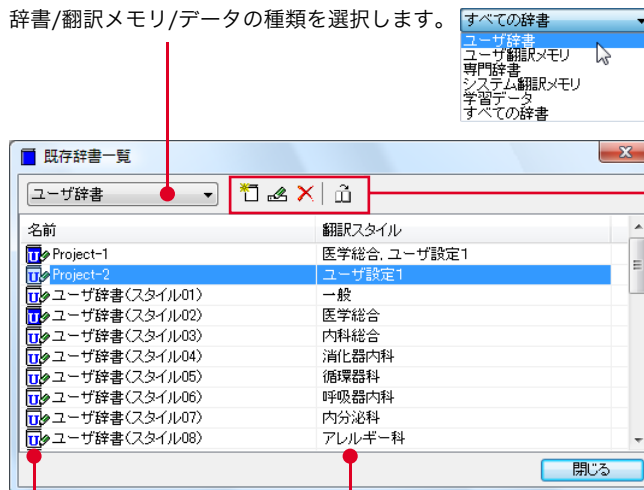 辞書/翻訳メモリ/データの種類を選択します。
すべての辞書
ユーザ辞書
ユーザ翻訳メモリ
専門辞書
システム翻訳メモリ
学習データ
すべての辞書
既存辞書一覧
ユーザ辞書
名前 翻訳スタイル
Project-1 医学総合, ユーザ設定1
Project-2 ユーザ設定1
ユーザ辞書(スタイル01) 一般
ユーザ辞書(スタイル02) 医学総合
ユーザ辞書(スタイル03) 内科総合
ユーザ辞書(スタイル04) 消化器内科
ユーザ辞書(スタイル05) 循環器科
ユーザ辞書(スタイル06) 呼吸器内科
ユーザ辞書(スタイル07) 内分泌科
ユーザ辞書(スタイル08) アレルギー科
閉じる